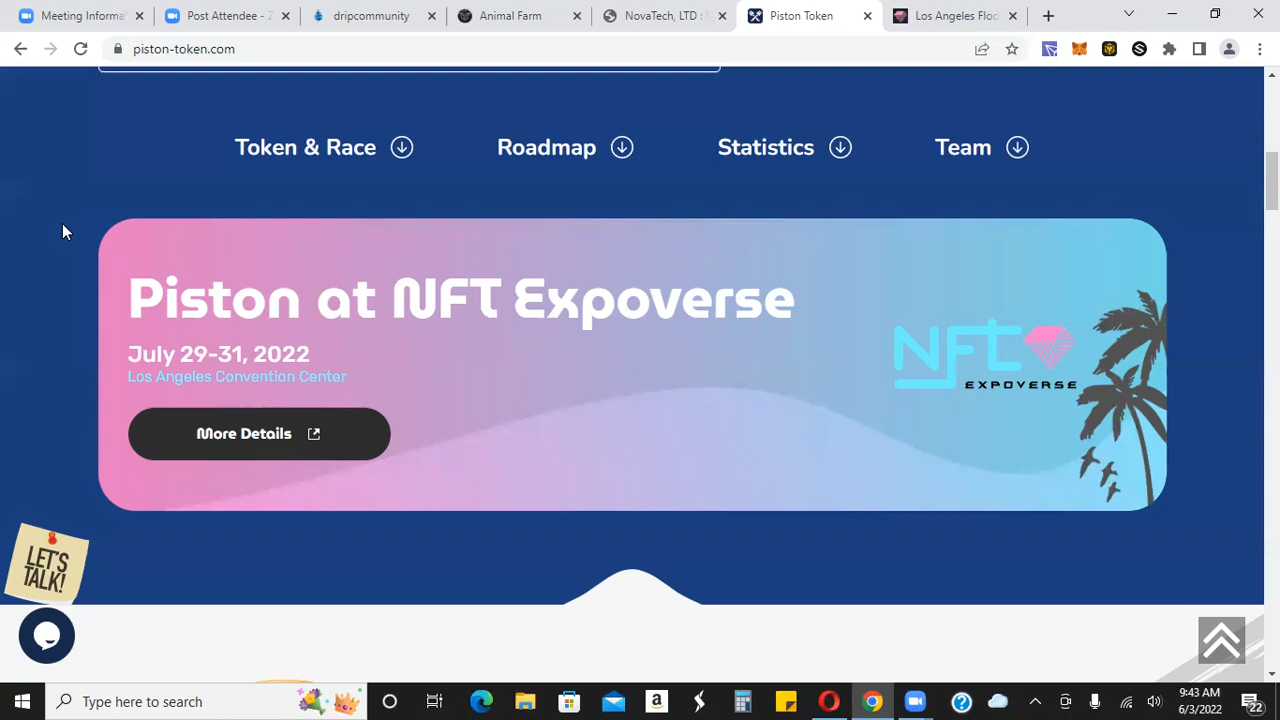 Meeting Informa
Post Attendee - Z
dripcommunity
Animal Farm
NovaTech, LTD :
Piston Token
Los Angeles Floo
piston-token.com
Token & Race
Roadmap
Statistics
Team
Piston at NFT Expoverse
July 29-31, 2022
Los Angeles Convention Center
More Details
NFT
EXPOVERSE
LET'S
TALK!
Type here to search
9:43 AM
6/3/2022
22